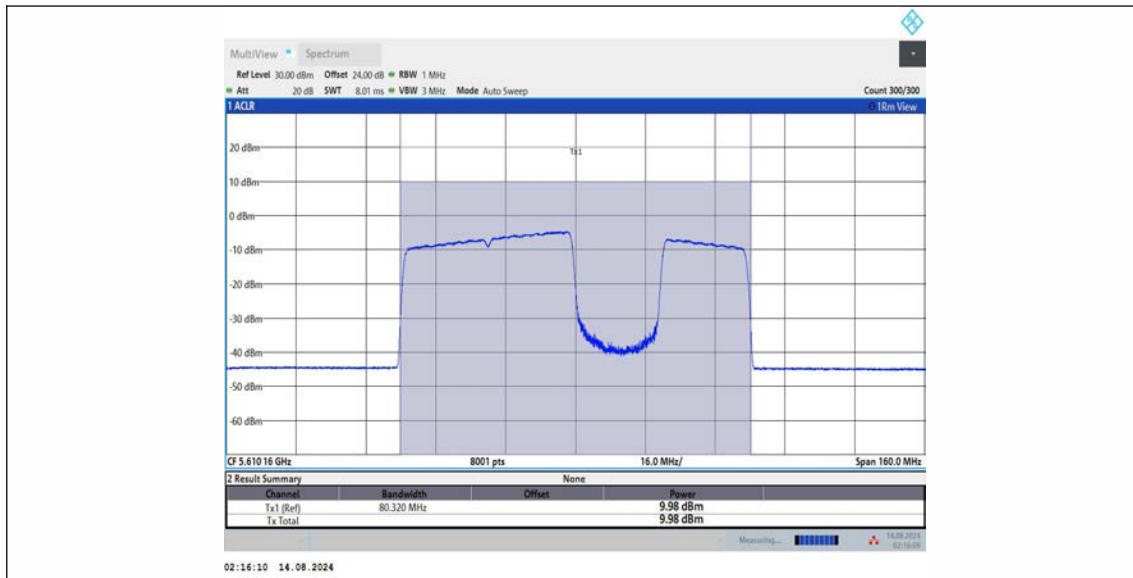 MultiView Spectrum
Ref Level 30.00 dBm Offset 24.00 dB RBW 1 MHz
Att 20 dB SWT 8.01 ms VBW 3 MHz Mode Auto Sweep Count 300/300
1 ACLR 1Rm View
Tx1
20 dBm
10 dBm
0 dBm
-10 dBm
-20 dBm
-30 dBm
-40 dBm
-50 dBm
-60 dBm
CF 5.610 16 GHz 8001 pts 16.0 MHz/ Span 160.0 MHz
2 Result Summary None
Channel Bandwidth Offset Power
Tx1 (Ref) 80.320 MHz 9.98 dBm
Tx Total 9.98 dBm
Measuring... 14.08.2024
02:16:09
02:16:10 14.08.2024